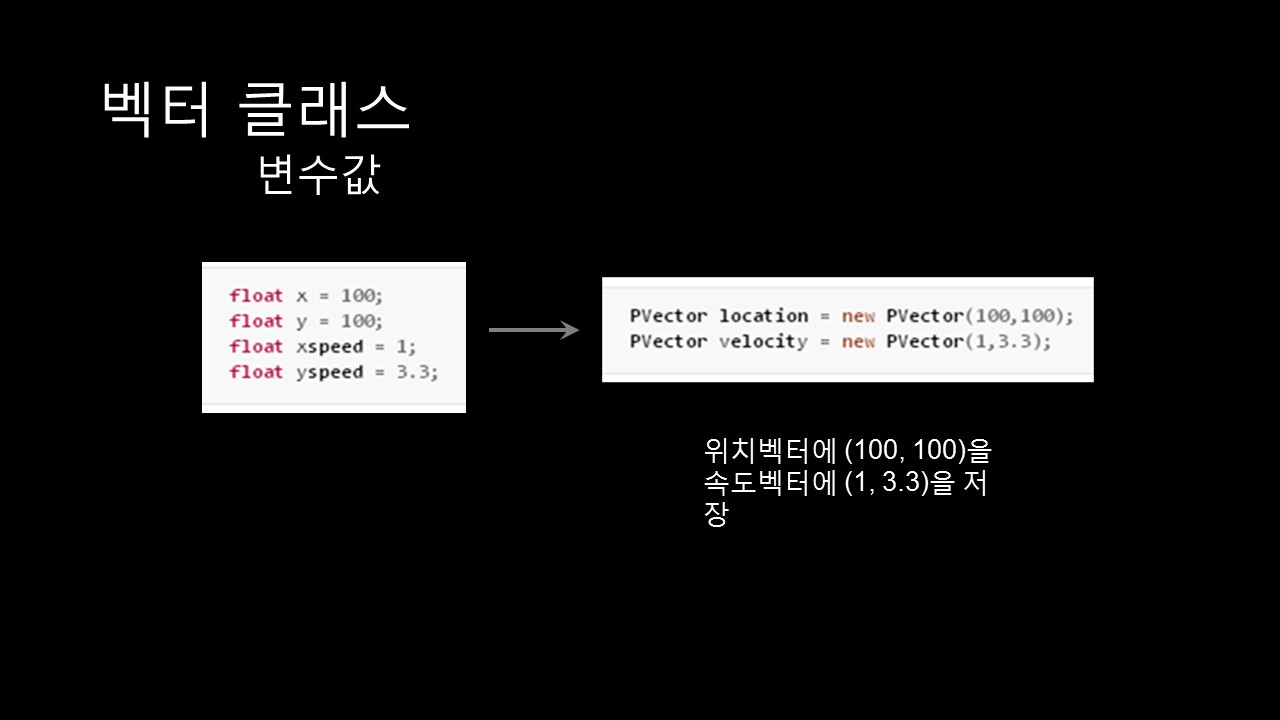 벡터 클래스
변수값
float x = 100;
float y = 100;
float xspeed = 1;
float yspeed = 3.3;
PVector location = new PVector(100,100);
PVector velocity = new PVector(1,3.3);
위치벡터에 (100, 100)을
속도벡터에 (1, 3.3)을 저
장